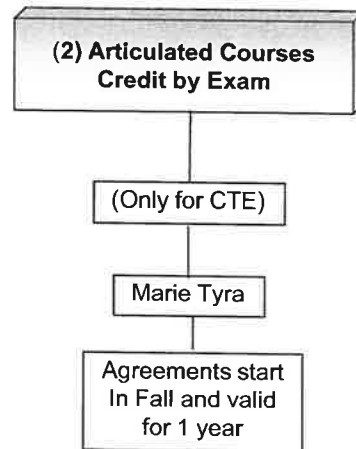 (2) Articulated Courses
Credit by Exam
(Only for CTE)
Marie Tyra
Agreements start
In Fall and valid
for 1 year